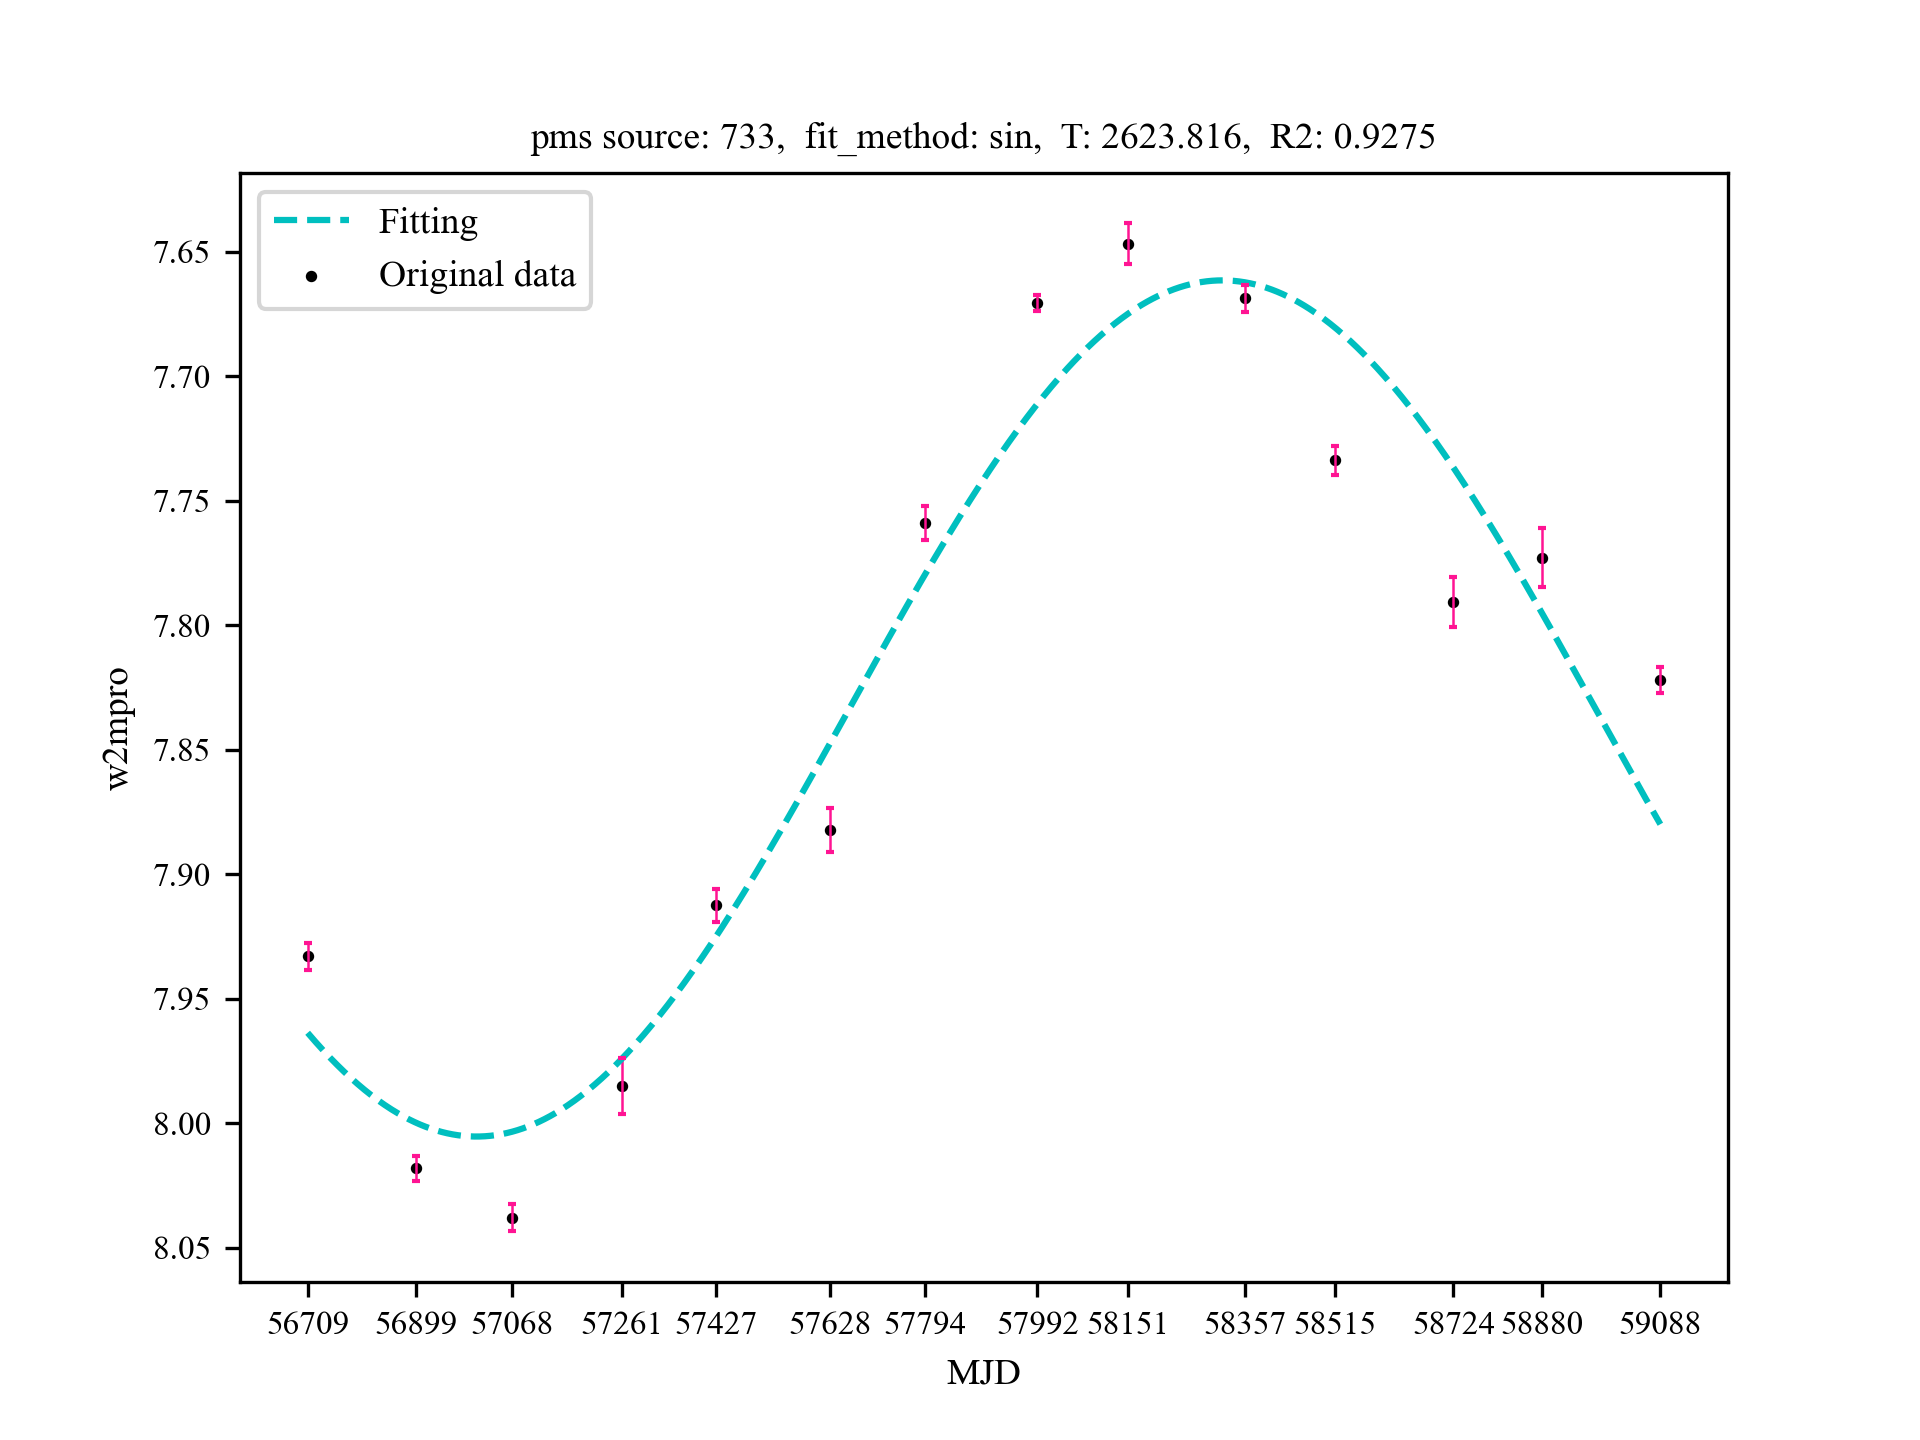 pms source: 733,  fit_method: sin,  T: 2623.816,  R2: 0.9275
Fitting
Original data
7.65
7.70
7.75
7.80
7.85
7.90
7.95
8.00
8.05
w2mpro
56709 56899 57068 57261 57427 57628 57794 57992 58151 58357 58515 58724 58880 59088
MJD